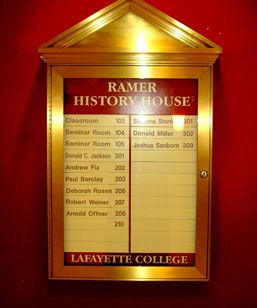 RAMER
HISTORY HOUSE
Classroom 103
Seminar Room 104
Seminar Room 105
Donald C. Jackson 201
Andrew Fix 202
Paul Barclay 203
Deborah Rosen 206
Robert Weiner 207
Arnold Offner 208
210
301
Donald Miller 302
Joshua Sanborn 309
LAFAYETTE COLLEGE